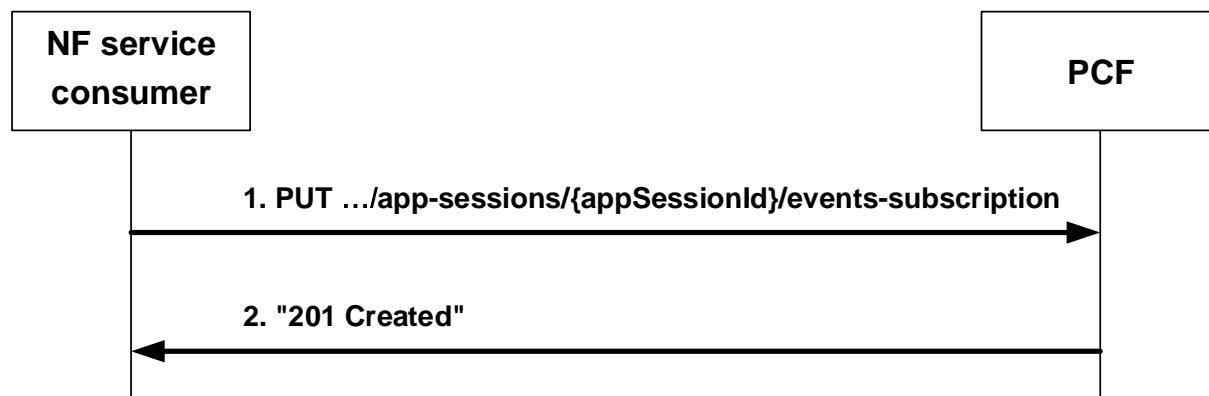 NF service
consumer
PCF
1. PUT …/app-sessions/{appSessionId}/events-subscription
2. "201 Created"